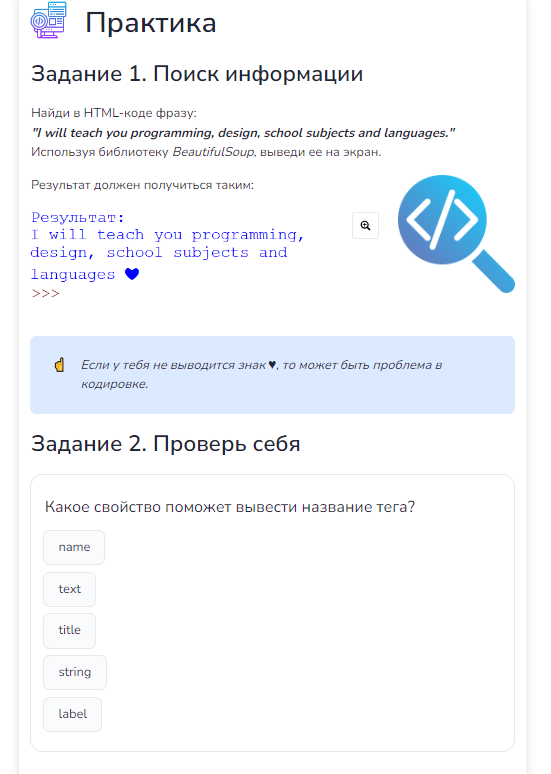 Практика
Задание 1. Поиск информации
Найди в HTML-коде фразу:
"I will teach you programming, design, school subjects and languages."
Используя библиотеку BeautifulSoup, выведи ее на экран.
Результат должен получиться таким:
Результат:
I will teach you programming,
design, school subjects and
languages ♥
>>>
</>
☝ Если у тебя не выводится знак ♥, то может быть проблема в
кодировке.
Задание 2. Проверь себя
Какое свойство поможет вывести название тега?
name
text
title
string
label